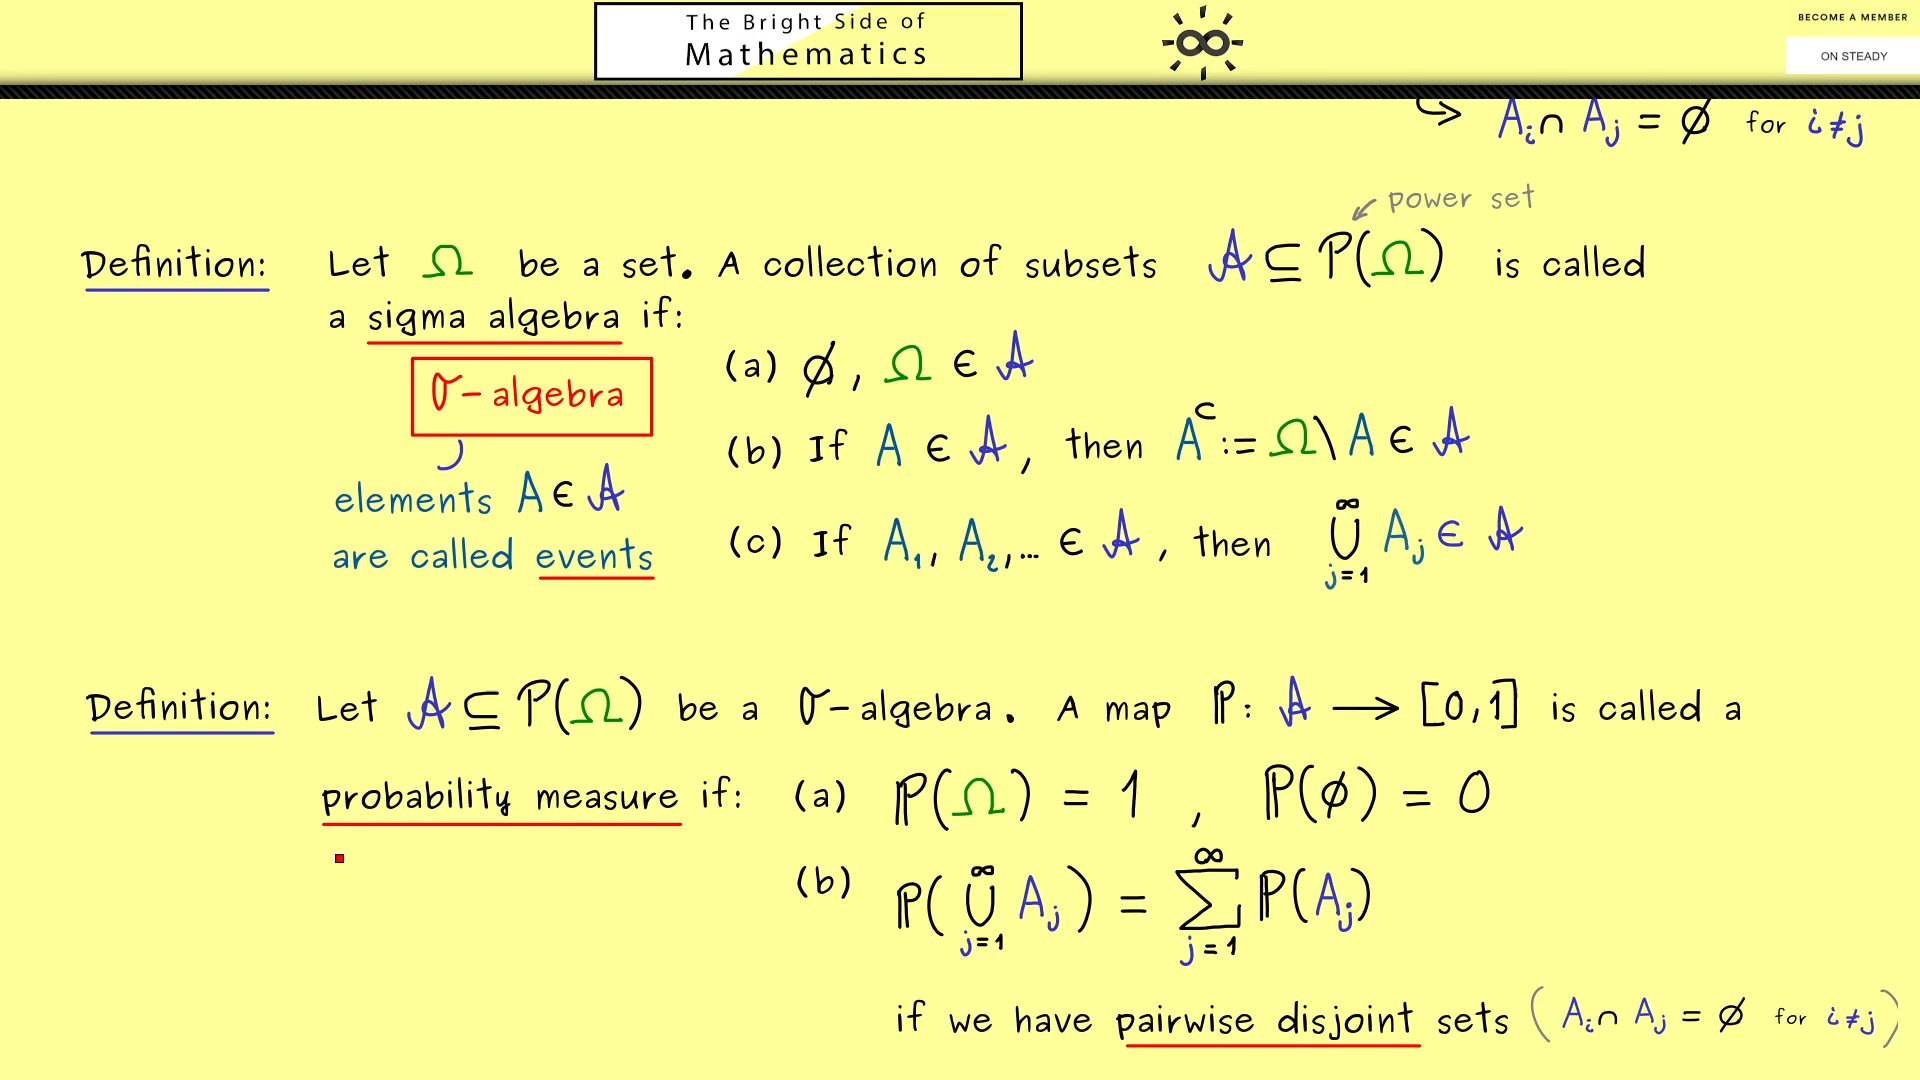 The Bright Side of
Mathematics
BECOME A MEMBER
ON STEADY
↪ Aᵢ ∩ Aⱼ = ∅ for i≠j
power set
Definition: Let Ω be a set. A collection of subsets 𝒜 ⊆ P(Ω) is called
a sigma algebra if:
(a) ∅, Ω ∈ 𝒜
σ-algebra
(b) If A ∈ 𝒜, then Aᶜ := Ω\A ∈ 𝒜
elements A ∈ 𝒜
(c) If A₁, A₂, ... ∈ 𝒜, then ⋃_{j=1}^{∞} Aⱼ ∈ 𝒜
are called events
Definition: Let 𝒜 ⊆ P(Ω) be a σ-algebra. A map ℙ: 𝒜 ⟶ [0,1] is called a
probability measure if: (a) ℙ(Ω) = 1 , ℙ(∅) = 0
(b) ℙ(⋃_{j=1}^{∞} Aⱼ) = ∑_{j=1}^{∞} ℙ(Aⱼ)
if we have pairwise disjoint sets (Aᵢ ∩ Aⱼ = ∅ for i≠j)